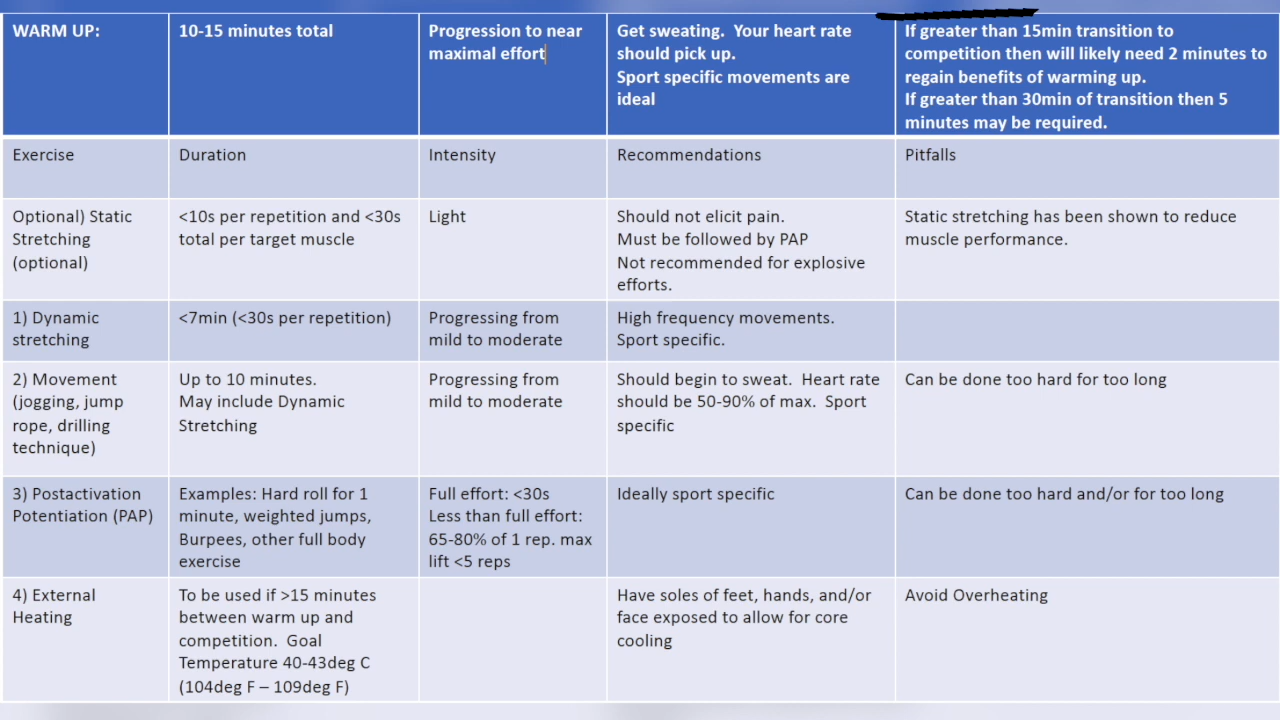 WARM UP:
10-15 minutes total
Progression to near
maximal effort
Get sweating. Your heart rate
should pick up.
Sport specific movements are
ideal
If greater than 15min transition to
competition then will likely need 2 minutes to
regain benefits of warming up.
If greater than 30min of transition then 5
minutes may be required.
Exercise
Duration
Intensity
Recommendations
Pitfalls
Optional) Static
Stretching
(optional)
<10s per repetition and <30s
total per target muscle
Light
Should not elicit pain.
Must be followed by PAP
Not recommended for explosive
efforts.
Static stretching has been shown to reduce
muscle performance.
1) Dynamic
stretching
<7min (<30s per repetition)
Progressing from
mild to moderate
High frequency movements.
Sport specific.
2) Movement
(jogging, jump
rope, drilling
technique)
Up to 10 minutes.
May include Dynamic
Stretching
Progressing from
mild to moderate
Should begin to sweat. Heart rate
should be 50-90% of max. Sport
specific
Can be done too hard for too long
3) Postactivation
Potentiation (PAP)
Examples: Hard roll for 1
minute, weighted jumps,
Burpees, other full body
exercise
Full effort: <30s
Less than full effort:
65-80% of 1 rep. max
lift <5 reps
Ideally sport specific
Can be done too hard and/or for too long
4) External
Heating
To be used if >15 minutes
between warm up and
competition. Goal
Temperature 40-43deg C
(104deg F – 109deg F)
Have soles of feet, hands, and/or
face exposed to allow for core
cooling
Avoid Overheating